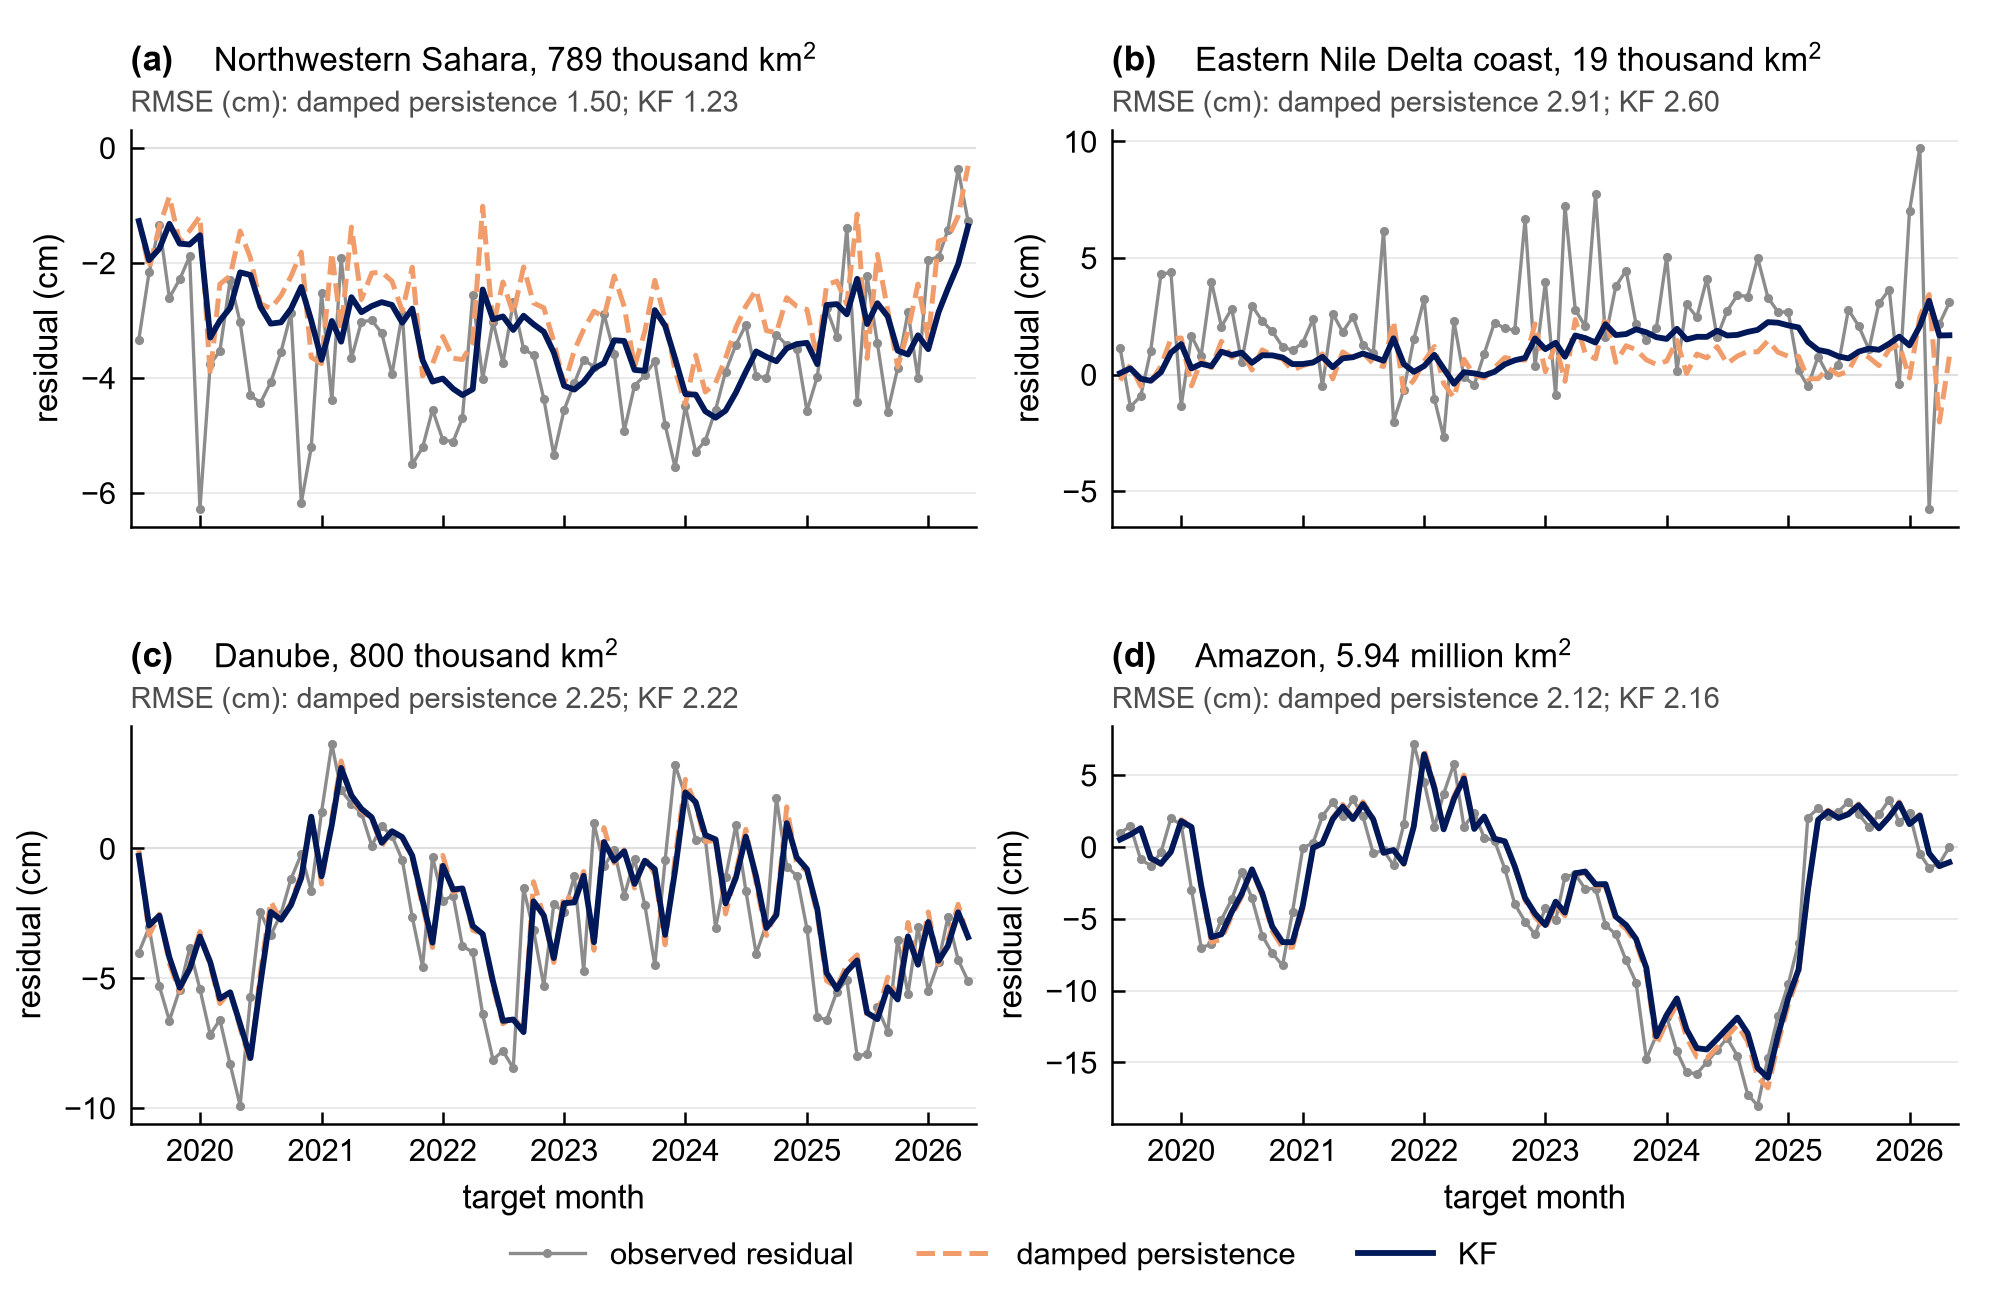 (a) Northwestern Sahara, 789 thousand km²
RMSE (cm): damped persistence 1.50; KF 1.23
0
−2
−4
−6
residual (cm)
(b) Eastern Nile Delta coast, 19 thousand km²
RMSE (cm): damped persistence 2.91; KF 2.60
10
5
0
−5
residual (cm)
(c) Danube, 800 thousand km²
RMSE (cm): damped persistence 2.25; KF 2.22
0
−5
−10
residual (cm)
2020 2021 2022 2023 2024 2025 2026
target month
(d) Amazon, 5.94 million km²
RMSE (cm): damped persistence 2.12; KF 2.16
5
0
−5
−10
−15
residual (cm)
2020 2021 2022 2023 2024 2025 2026
target month
observed residual damped persistence KF